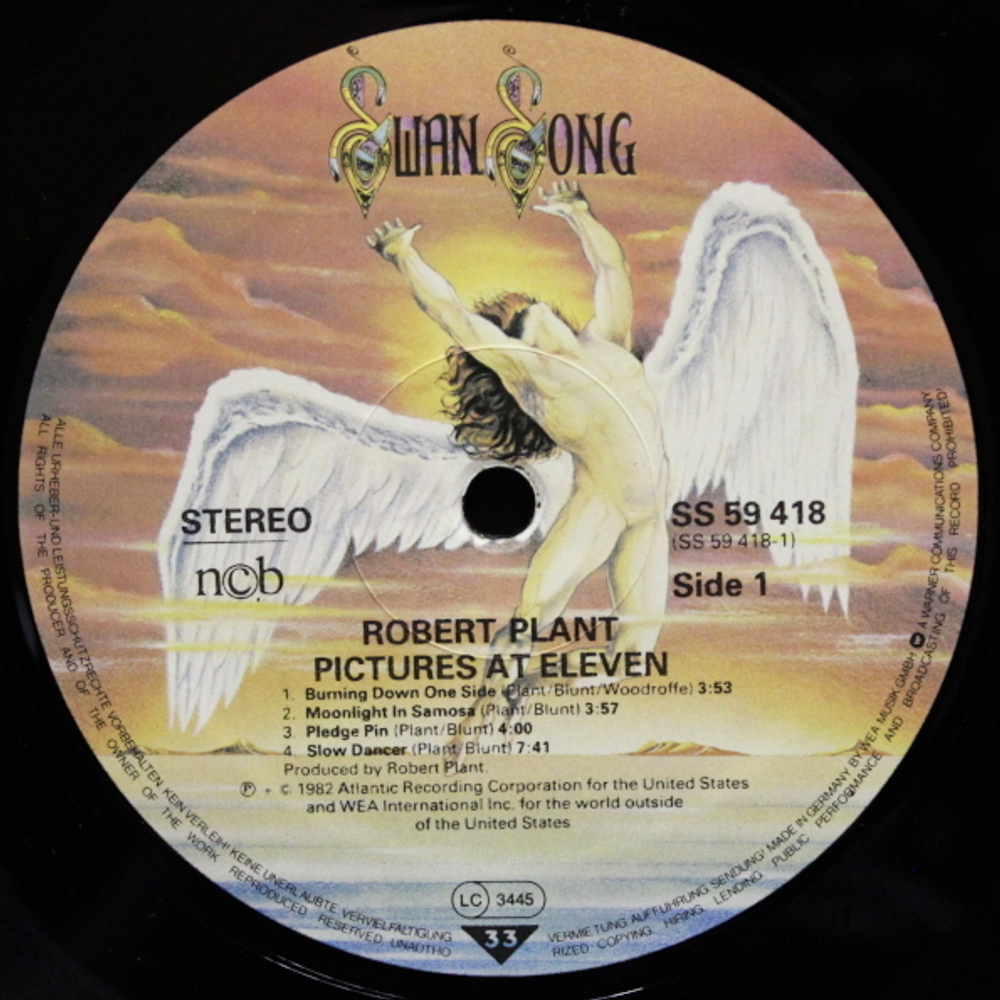 SWAN SONG
STEREO
ncb
SS 59 418
(SS 59 418-1)
Side 1
ROBERT PLANT
PICTURES AT ELEVEN
1. Burning Down One Side (Plant/Blunt/Woodroffe) 3:53
2. Moonlight In Samosa (Plant/Blunt) 3:57
3. Pledge Pin (Plant/Blunt) 4:00
4. Slow Dancer (Plant/Blunt) 7:41
Produced by Robert Plant.
℗ + © 1982 Atlantic Recording Corporation for the United States
and WEA International Inc. for the world outside
of the United States.
LC 3445
33
ALLE URHEBER- UND LEISTUNGSSCHUTZRECHTE VORBEHALTEN KEIN VERLEIH! KEINE UNERLAUBTE VERVIELFÄLTIGUNG VERMIETUNG AUFFÜHRUNG SENDUNG! MADE IN GERMANY BY WEA MUSIK GMBH A WARNER COMMUNICATIONS COMPANY
ALL RIGHTS OF THE PRODUCER AND OF THE OWNER OF THE WORK REPRODUCED RESERVED UNAUTHORIZED COPYING HIRING LENDING PUBLIC PERFORMANCE AND BROADCASTING OF THIS RECORD PROHIBITED!